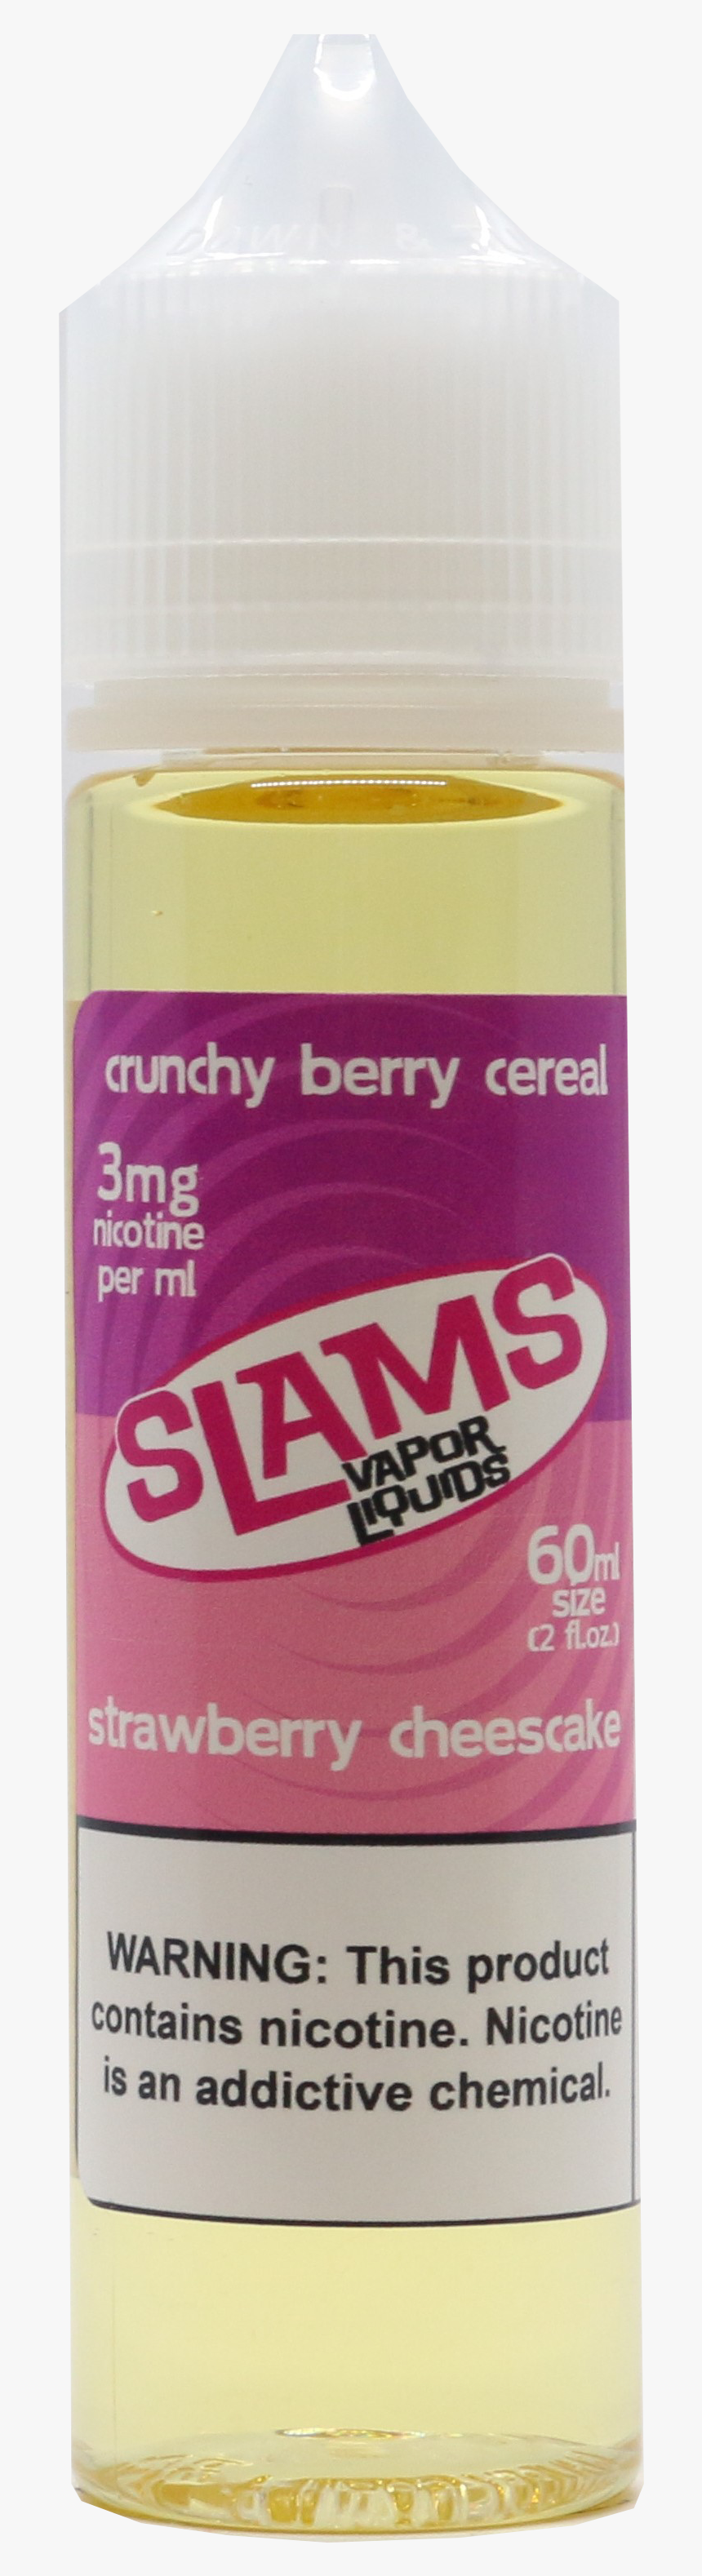 DOWN &
crunchy berry cereal
3mg
nicotine
per ml
SLAMS
VAPOR
LIQUIDS
60ml
size
(2 fl.oz.)
strawberry cheescake
WARNING: This product
contains nicotine. Nicotine
is an addictive chemical.